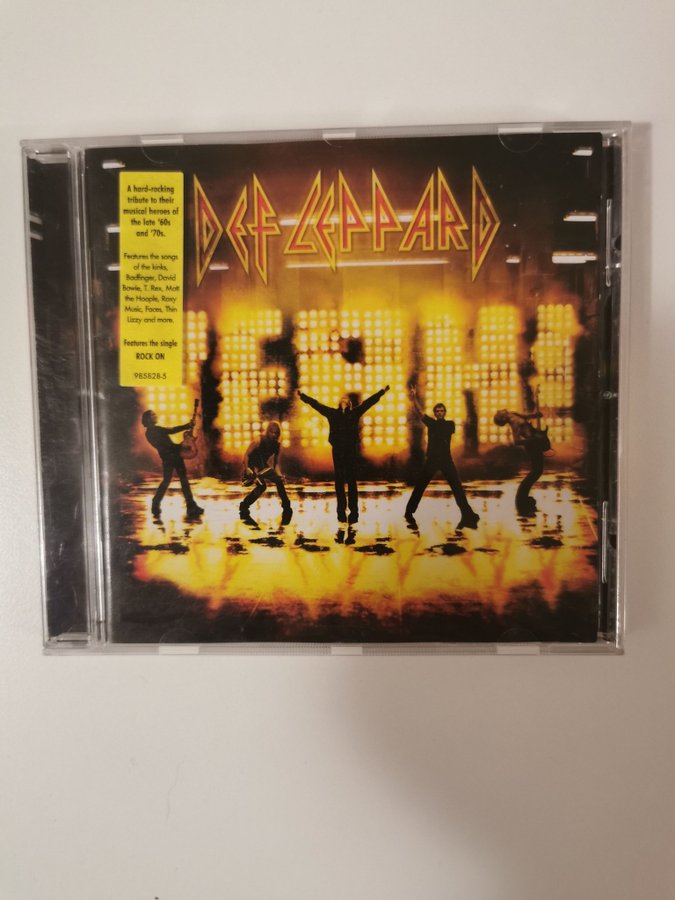 DEF LEPPARD
A hard-rocking
tribute to their
musical heroes of
the late '60s
and '70s.
Features the songs
of the kinks,
Badfinger, David
Bowie, T. Rex, Mott
the Hoople, Roxy
Music, Faces, Thin
Lizzy and more.
Features the single
ROCK ON
985828-5
YEAH!